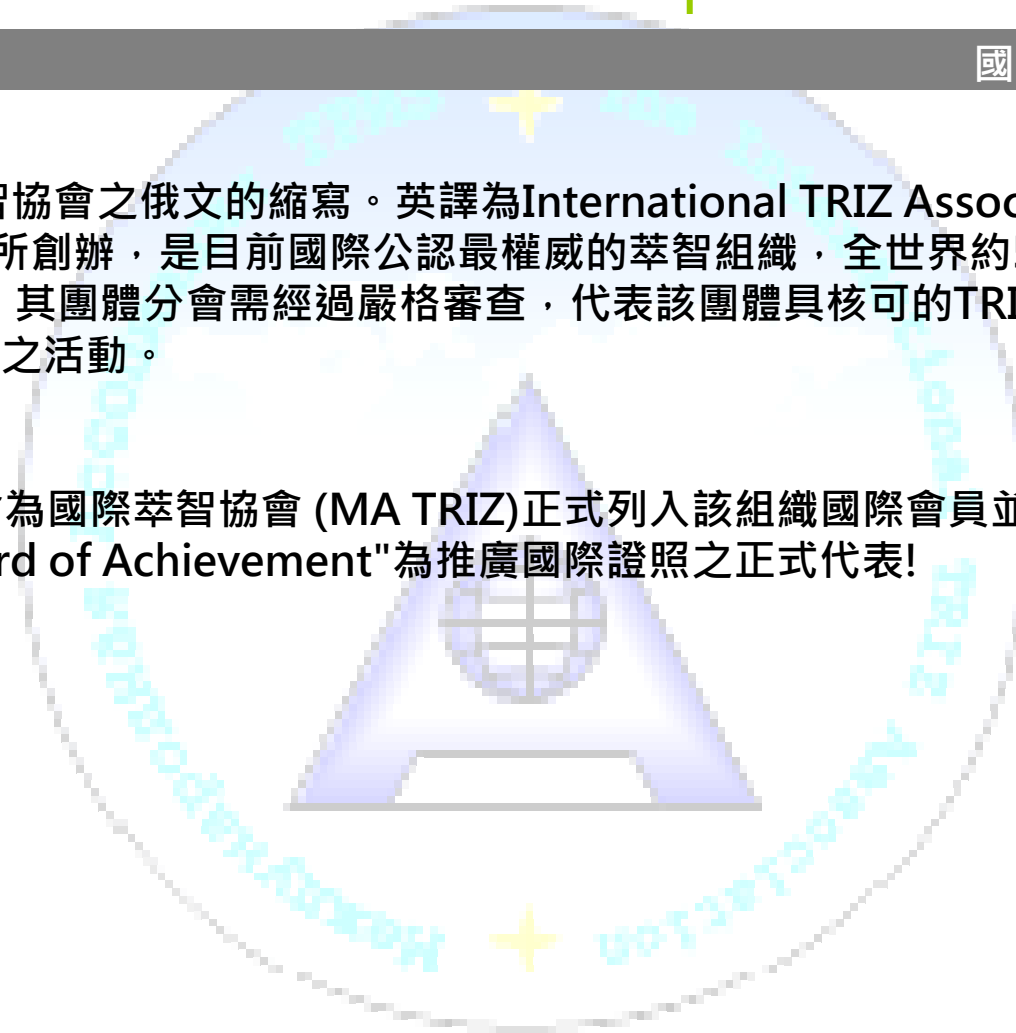 國
智協會之俄文的縮寫。英譯為International TRIZ Assoc
所創辦，是目前國際公認最權威的萃智組織，全世界約
其團體分會需經過嚴格審查，代表該團體具核可的TRI
之活動。
為國際萃智協會 (MA TRIZ)正式列入該組織國際會員並
rd of Achievement"為推廣國際證照之正式代表!
The International TRIZ Association